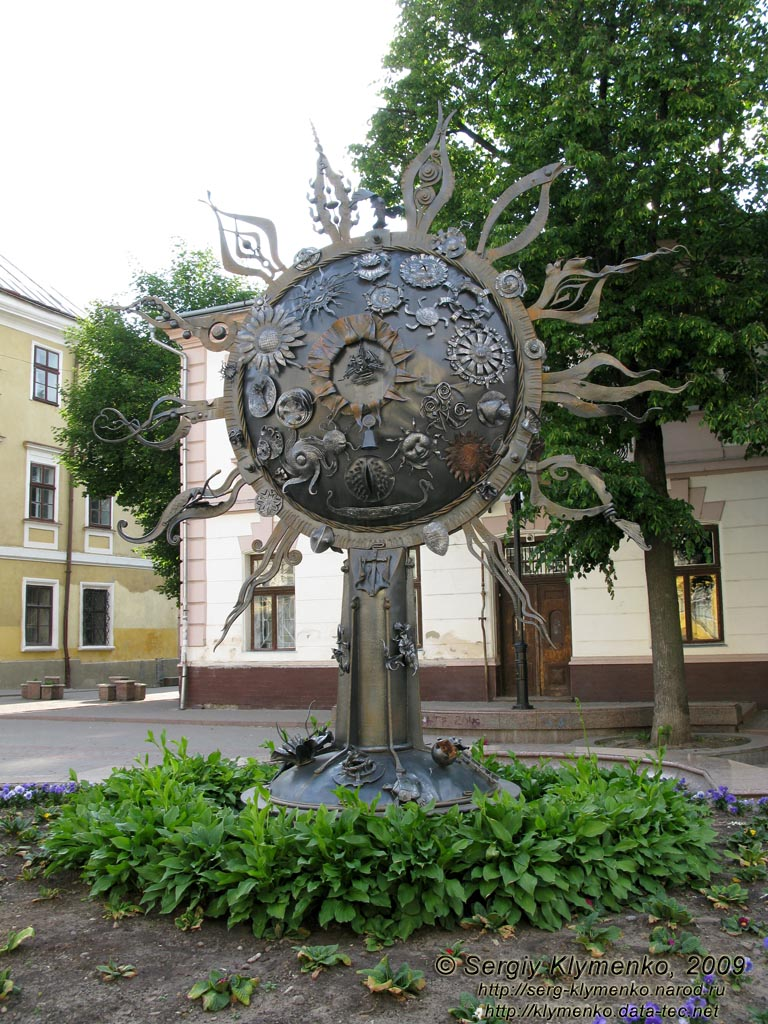 © Sergiy Klymenko, 2009
http://serg-klymenko.narod.ru
http://klymenko.data-tec.net